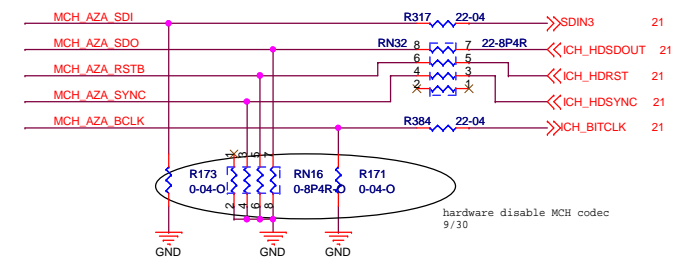 MCH_AZA_SDI R317 22-04 SDIN3 21
MCH_AZA_SDO RN32 8 7 22-8P4R ICH_HDSDOUT 21
MCH_AZA_RSTB 6 5 ICH_HDRST 21
MCH_AZA_SYNC 4 3 ICH_HDSYNC 21
2 1
MCH_AZA_BCLK R384 22-04 ICH_BITCLK 21
1 3 5 7
R173 RN16 R171
0-04-O 0-8P4R-O 0-04-O
2 4 6 8
hardware disable MCH codec
9/30
GND GND GND